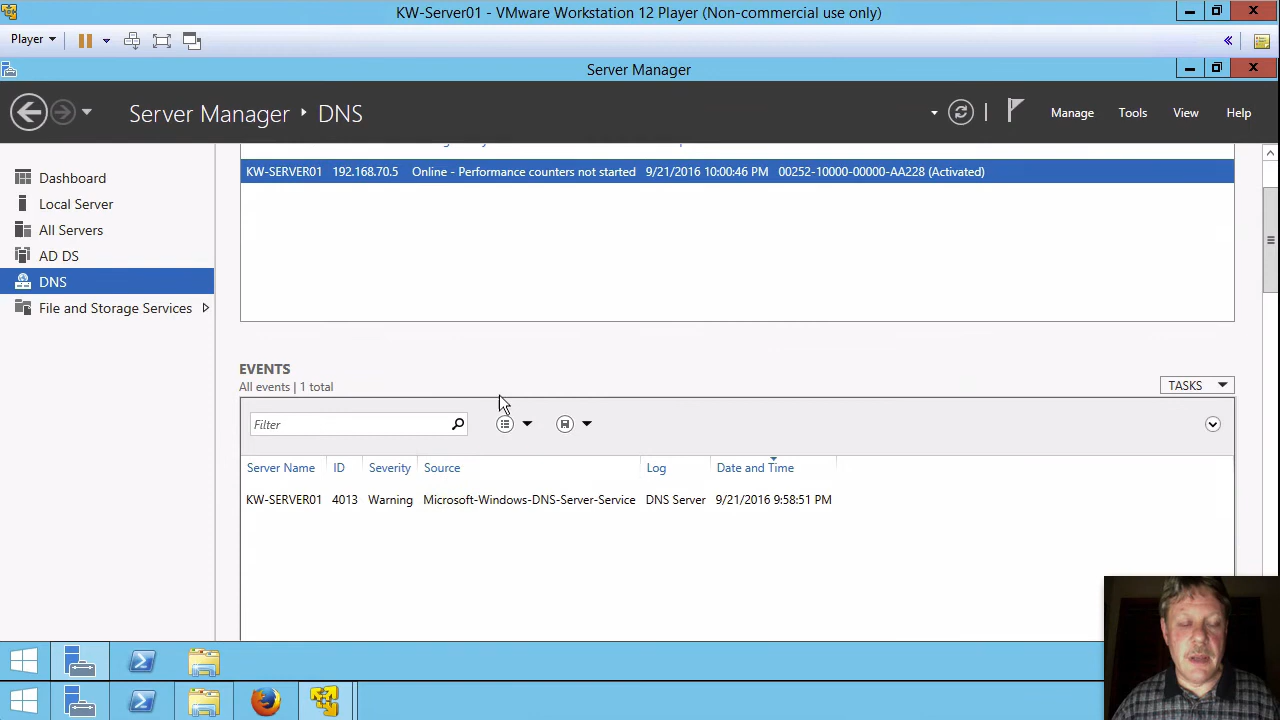 KW-Server01 - VMware Workstation 12 Player (Non-commercial use only)
Player
Server Manager
Server Manager DNS
Manage Tools View Help
Dashboard
Local Server
All Servers
AD DS
DNS
File and Storage Services
KW-SERVER01 192.168.70.5 Online - Performance counters not started 9/21/2016 10:00:46 PM 00252-10000-00000-AA228 (Activated)
EVENTS
All events | 1 total
TASKS
Filter
Server Name ID Severity Source Log Date and Time
KW-SERVER01 4013 Warning Microsoft-Windows-DNS-Server-Service DNS Server 9/21/2016 9:58:51 PM